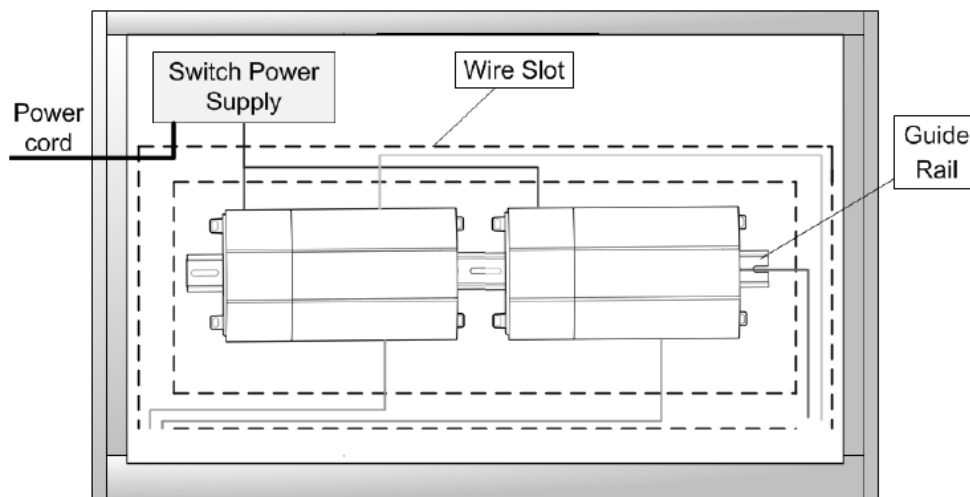 Switch Power
Supply
Wire Slot
Power
cord
Guide
Rail